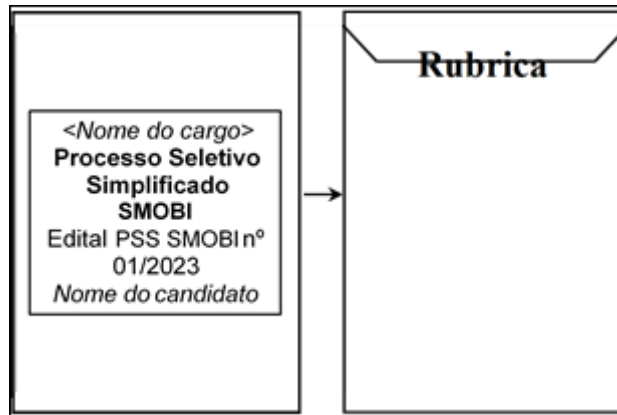 <Nome do cargo>
Processo Seletivo
Simplificado
SMOBI
Edital PSS SMOBI nº
01/2023
Nome do candidato
Rubrica